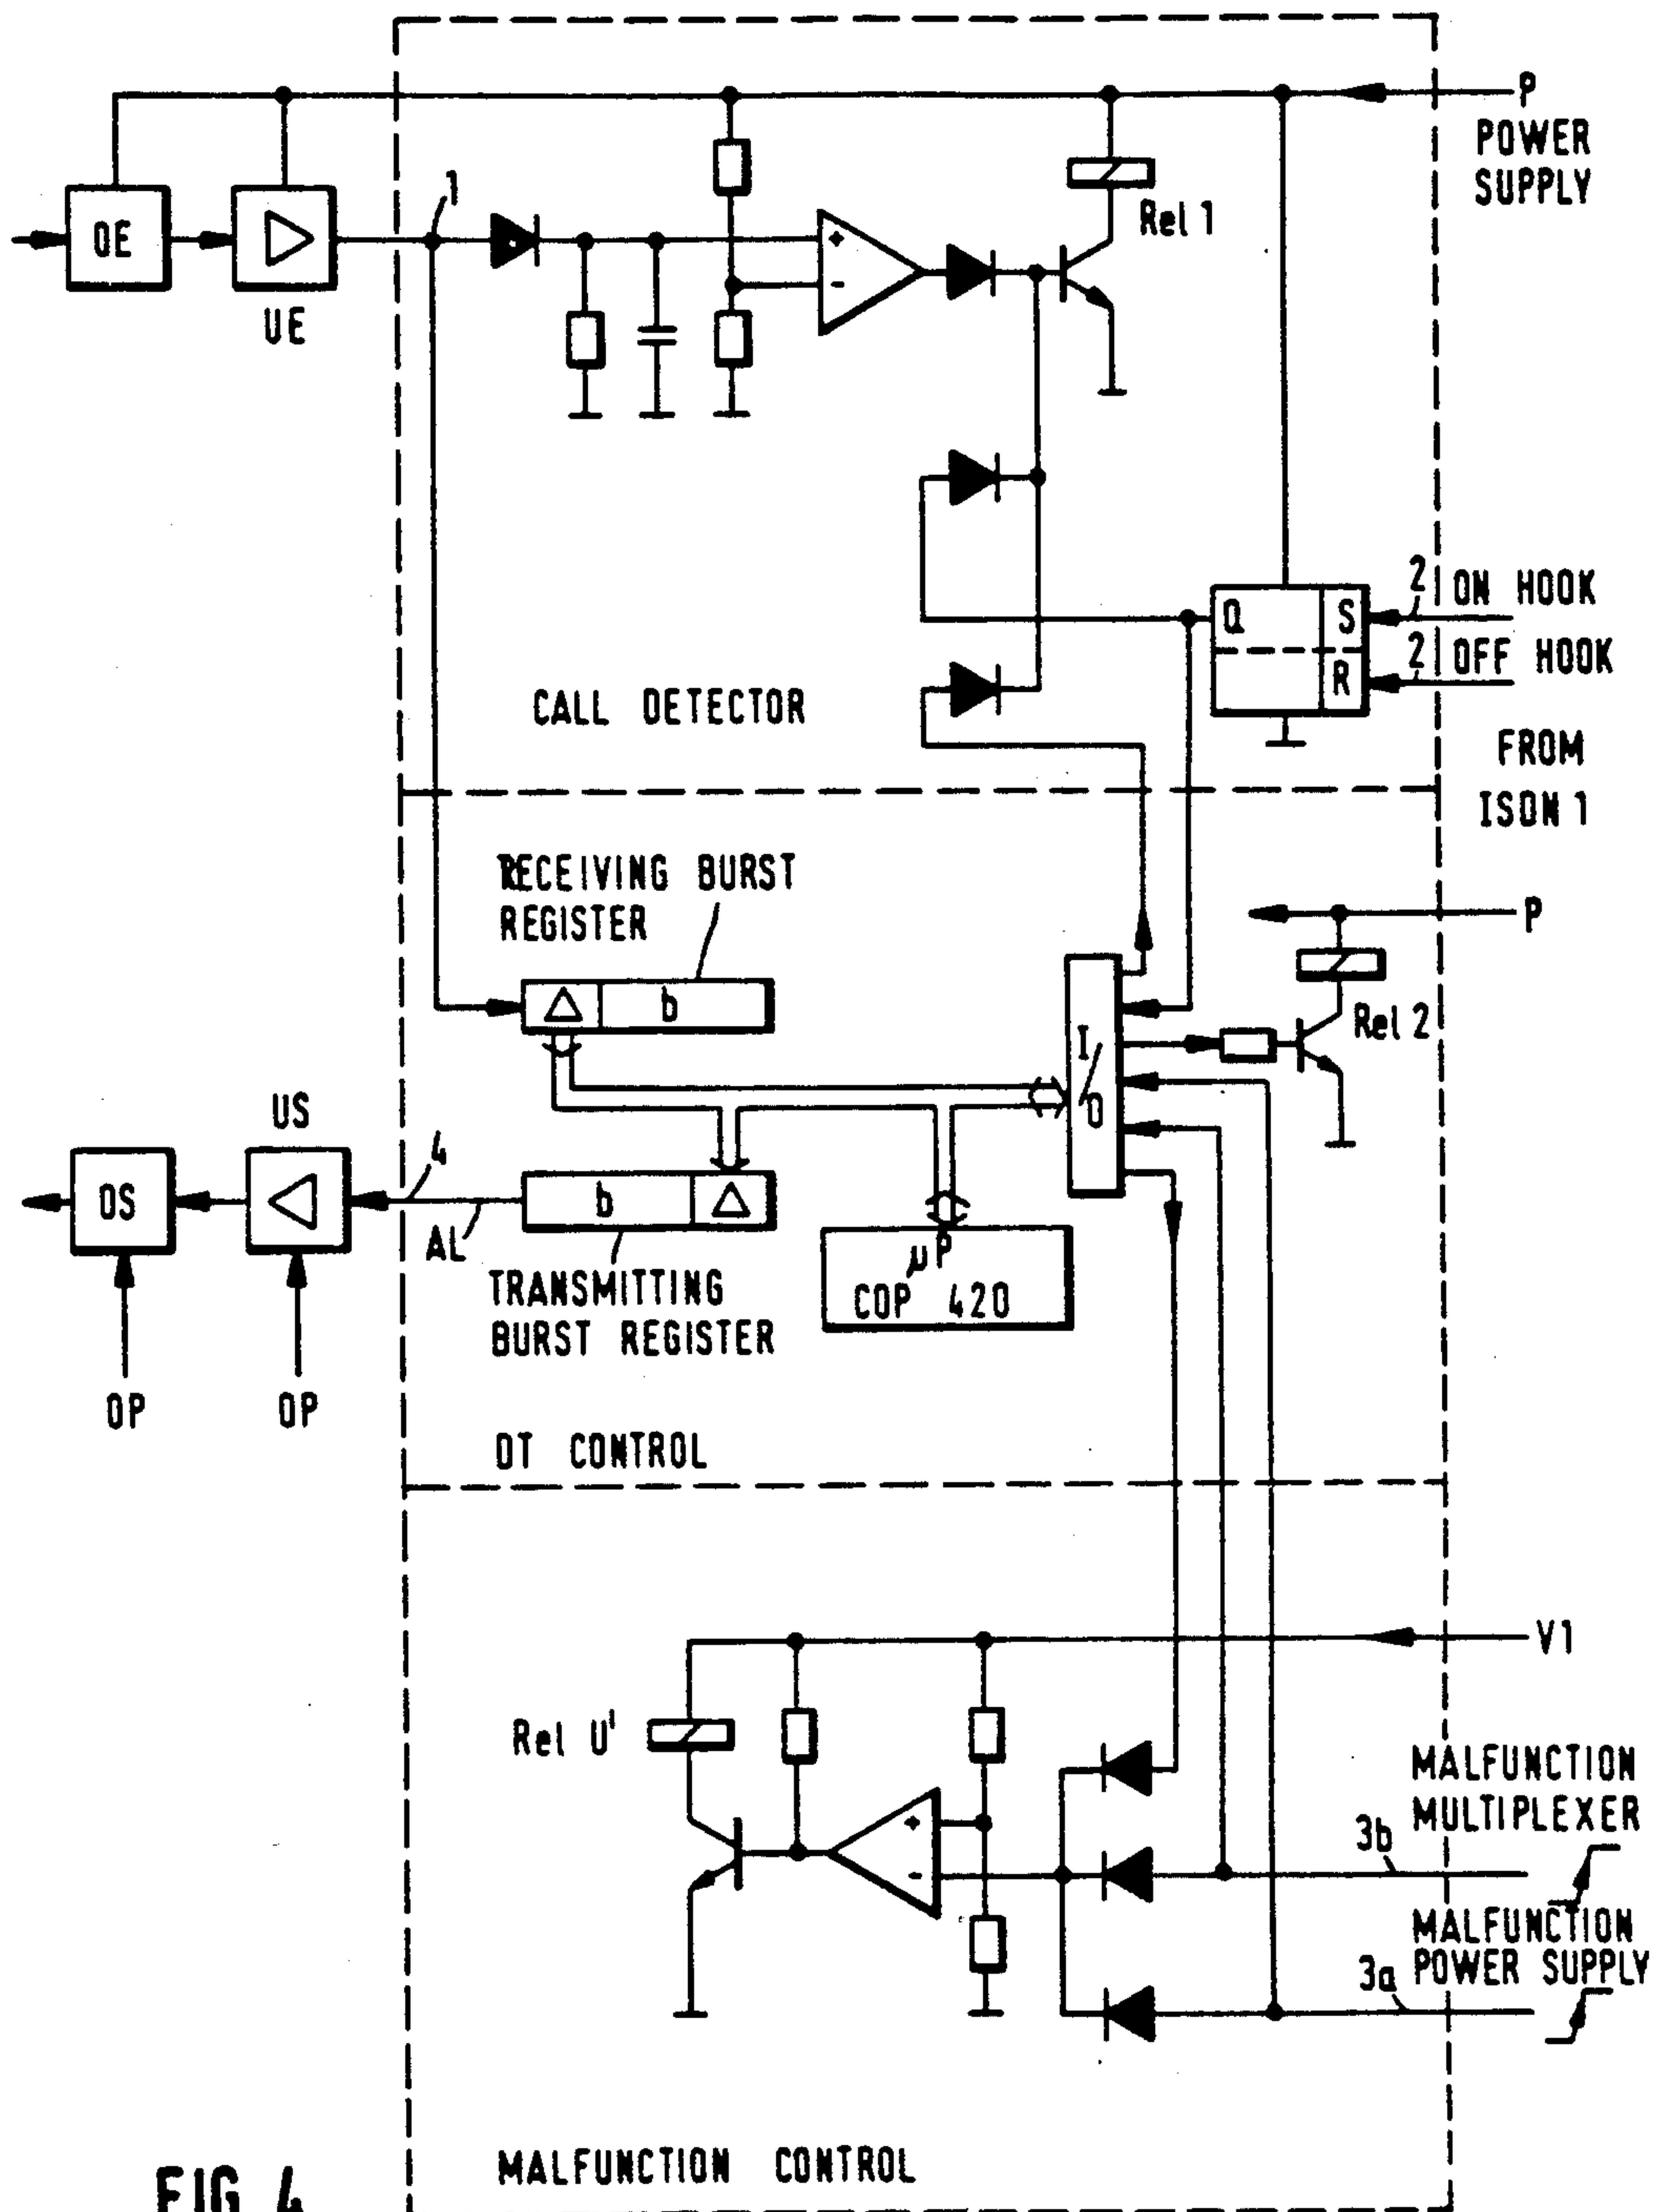 P
POWER
SUPPLY
1
OE
UE
+
-
Rel 1
2 ON HOOK
Q S
2 OFF HOOK
R
CALL DETECTOR
FROM
ISDN 1
RECEIVING BURST
REGISTER
P
Δ b
I/O
Rel 2
US
4
OS
b Δ
AL
μP
COP 420
TRANSMITTING
BURST REGISTER
OP OP
OT CONTROL
V1
Rel U'
MALFUNCTION
MULTIPLEXER
+
-
3b
MALFUNCTION
POWER SUPPLY
3a
MALFUNCTION CONTROL
FIG 4